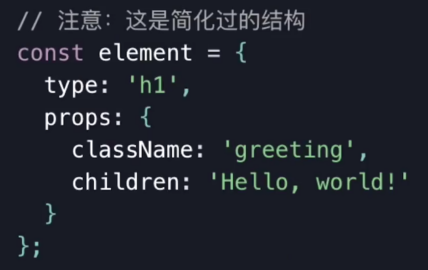 // 注意：这是简化过的结构
const element = {
  type: 'h1',
  props: {
    className: 'greeting',
    children: 'Hello, world!'
  }
};